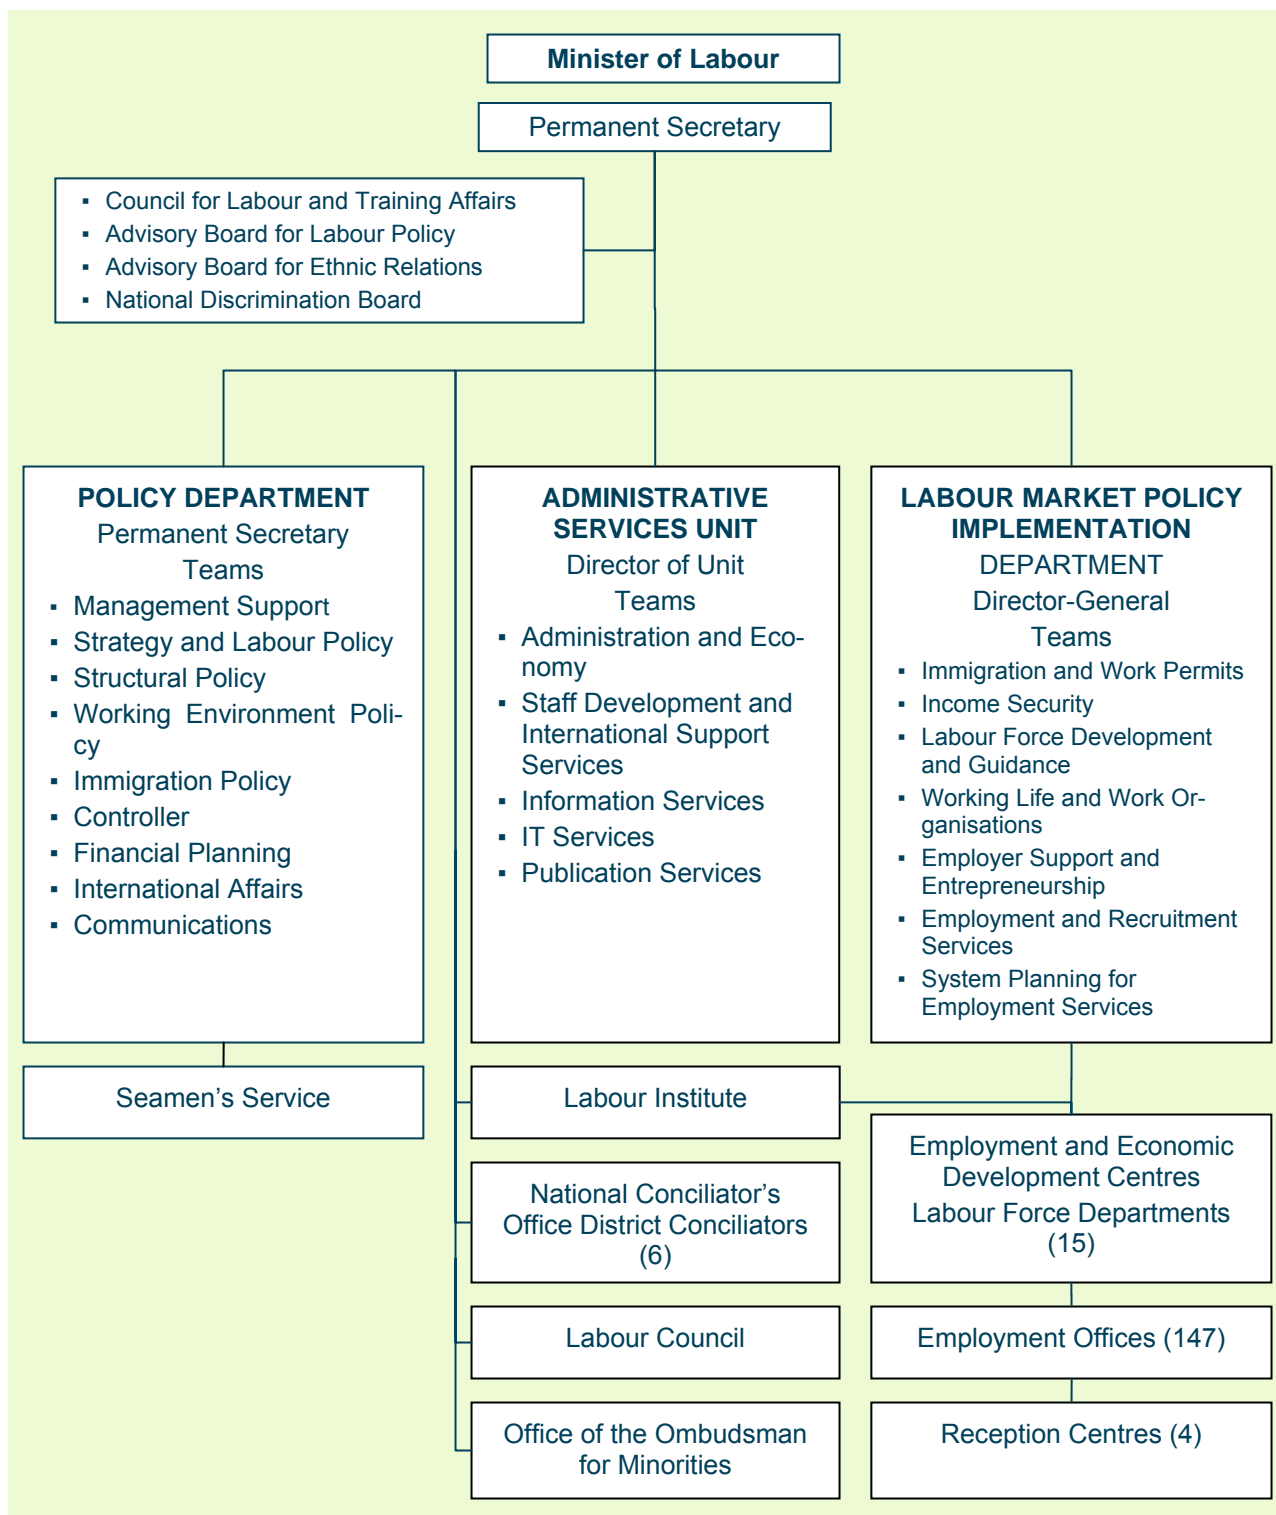 Minister of Labour
Permanent Secretary
▪ Council for Labour and Training Affairs
▪ Advisory Board for Labour Policy
▪ Advisory Board for Ethnic Relations
▪ National Discrimination Board
POLICY DEPARTMENT
Permanent Secretary
Teams
▪ Management Support
▪ Strategy and Labour Policy
▪ Structural Policy
▪ Working Environment Poli-
cy
▪ Immigration Policy
▪ Controller
▪ Financial Planning
▪ International Affairs
▪ Communications
Seamen's Service
ADMINISTRATIVE
SERVICES UNIT
Director of Unit
Teams
▪ Administration and Eco-
nomy
▪ Staff Development and
International Support
Services
▪ Information Services
▪ IT Services
▪ Publication Services
Labour Institute
National Conciliator's
Office District Conciliators
(6)
Labour Council
Office of the Ombudsman
for Minorities
LABOUR MARKET POLICY
IMPLEMENTATION
DEPARTMENT
Director-General
Teams
▪ Immigration and Work Permits
▪ Income Security
▪ Labour Force Development
and Guidance
▪ Working Life and Work Or-
ganisations
▪ Employer Support and
Entrepreneurship
▪ Employment and Recruitment
Services
▪ System Planning for
Employment Services
Employment and Economic
Development Centres
Labour Force Departments
(15)
Employment Offices (147)
Reception Centres (4)